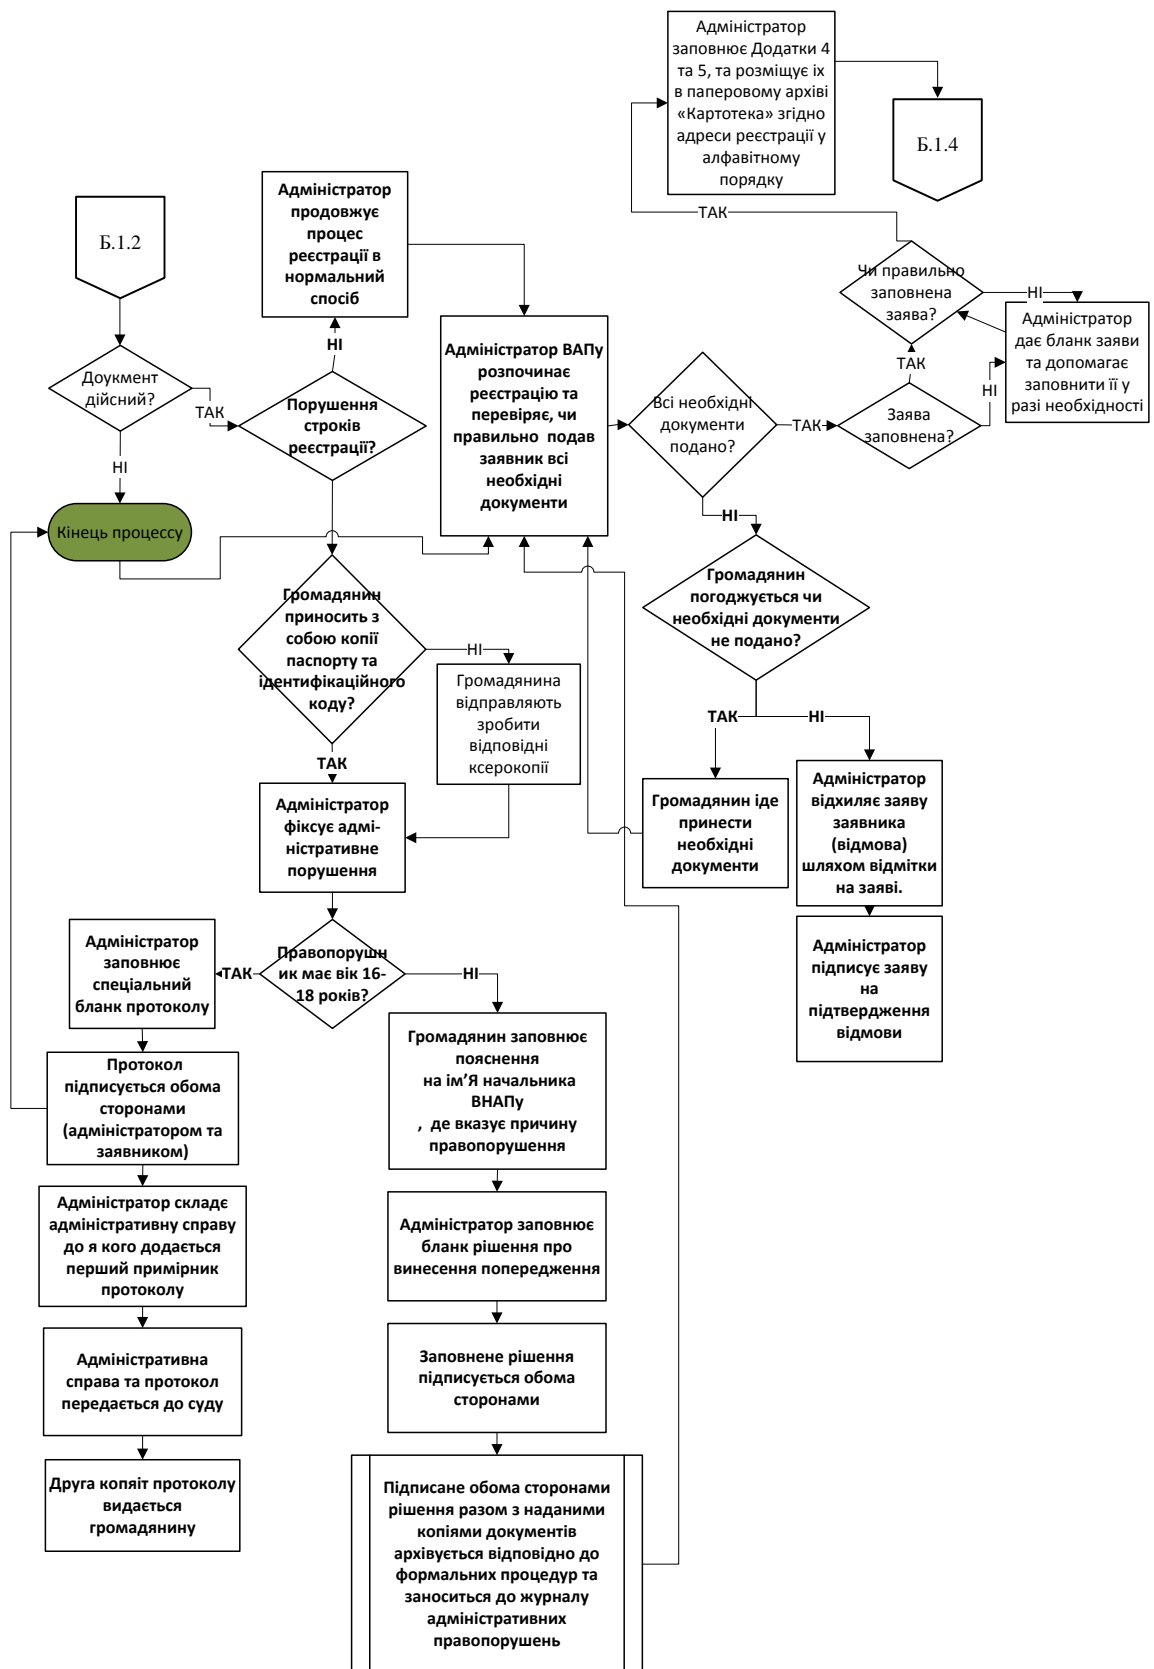 Адміністратор
заповнює Додатки 4
та 5, та розміщує їх
в паперовому архіві
«Картотека» згідно
адреси реєстрації у
алфавітному
порядку
Б.1.4
ТАК
Адміністратор
продовжує
процес
реєстрації в
нормальний
спосіб
Б.1.2
НІ
Чи правильно
заповнена
заява?
НІ
Адміністратор
дає бланк заяви
та допомагає
заповнити її у
разі необхідності
Адміністратор ВАПу
розпочинає
реєстрацію та
перевіряє, чи
правильно подав
заявник всі
необхідні
документи
Доукмент
дійсний?
ТАК
Порушення
строків
реєстрації?
Всі необхідні
документи
подано?
ТАК
Заява
заповнена?
ТАК
НІ
НІ
Кінець процессу
НІ
Громадянин
погоджується чи
необхідні документи
не подано?
Громадянин
приносить з
собою копії
паспорту та
ідентифікаційного
коду?
НІ
Громадянина
відправляють
зробити
відповідні
ксерокопії
ТАК
НІ
ТАК
Адміністратор
фіксує адмі-
ністративне
порушення
Громадянин іде
принести
необхідні
документи
Адміністратор
відхиляє заяву
заявника
(відмова)
шляхом відмітки
на заяві.
Адміністратор
підписує заяву
на
підтвердження
відмови
Правопорушн
ик має вік 16-
18 років?
ТАК
НІ
Адміністратор
заповнює
спеціальний
бланк протоколу
Протокол
підписується обома
сторонами
(адміністратором та
заявником)
Адміністратор складє
адміністративну справу
до я кого додається
перший примірник
протоколу
Адміністративна
справа та протокол
передається до суду
Друга копяіт протоколу
видається
громадянину
Громадянин заповнює
пояснення
на ім’Я начальника
ВНАПу
, де вказує причину
правопорушення
Адміністратор заповнює
бланк рішення про
винесення попередження
Заповнене рішення
підписується обома
сторонами
Підписане обома сторонами
рішення разом з наданими
копіями документів
архівується відповідно до
формальних процедур та
заноситься до журналу
адміністративних
правопорушень